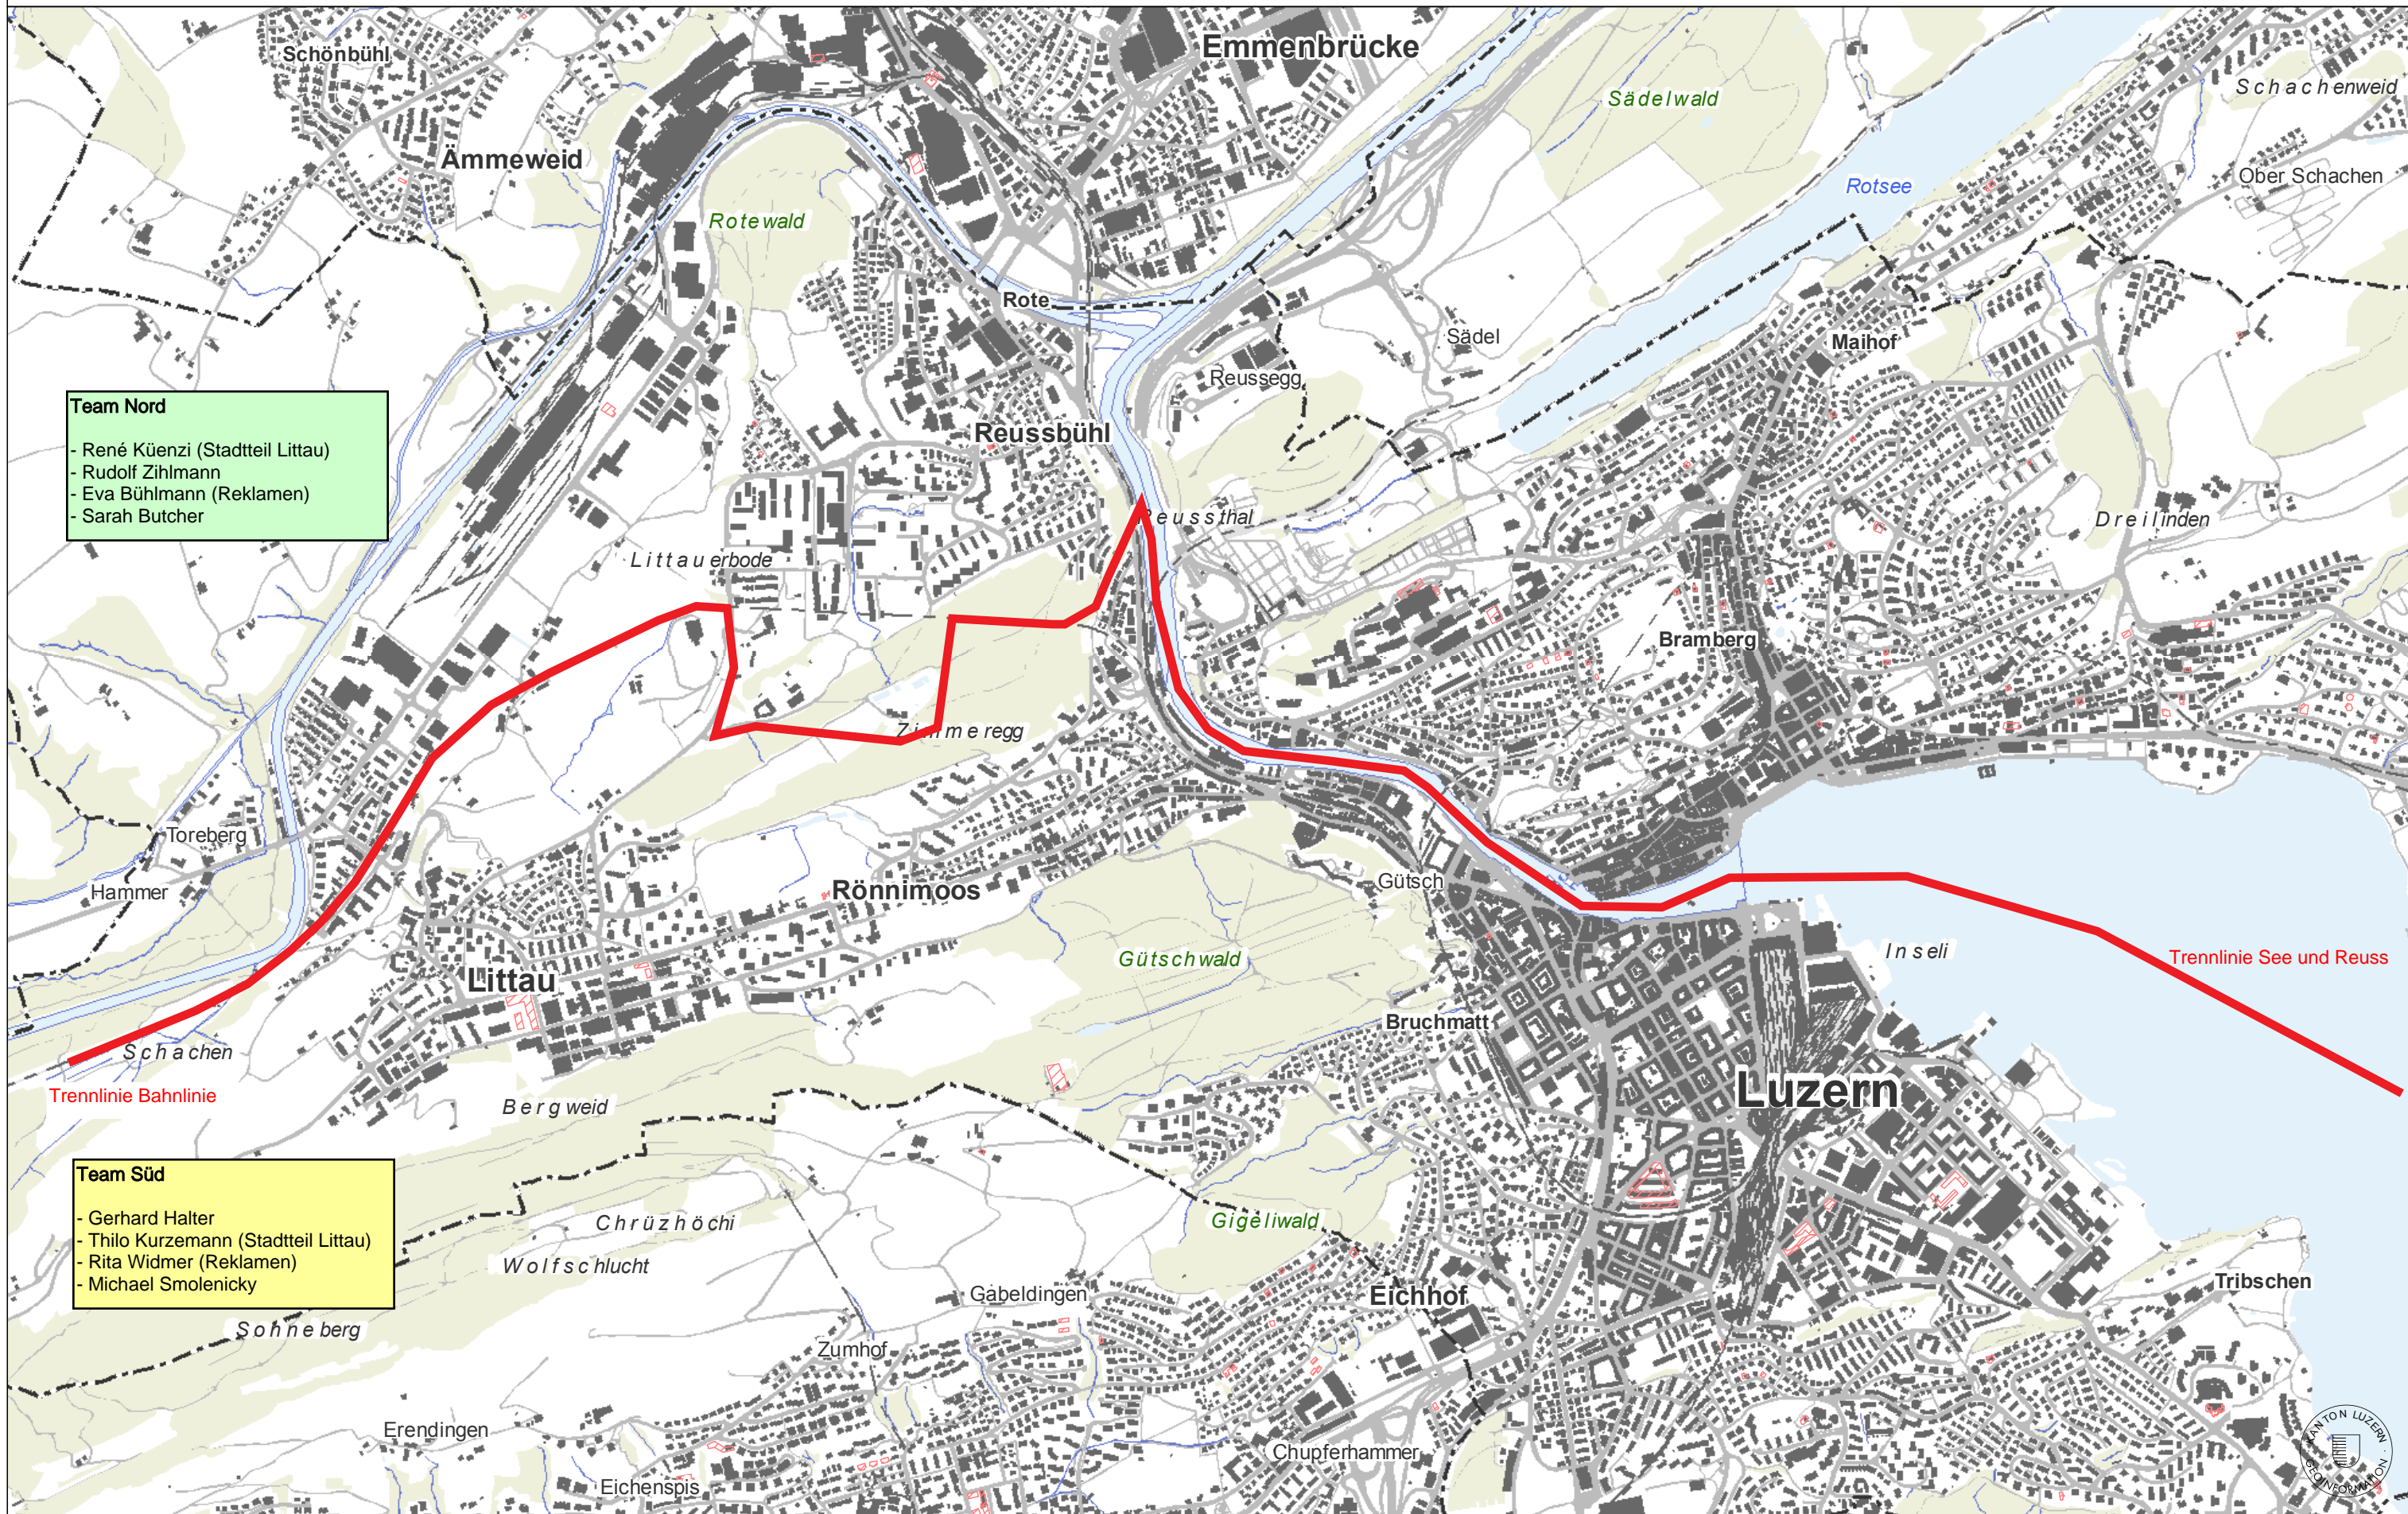 Emmenbrücke
Schönbühl
Schachenweid
Sädelwald
Ämmeweid
Ober Schachen
Rotsee
Rotewald
Rote
Sädel
Maihof
Reussegg
Team Nord
- René Küenzi (Stadtteil Littau)
- Rudolf Zihlmann
- Eva Bühlmann (Reklamen)
- Sarah Butcher
Reussbühl
Reussthal
Dreilinden
Littauerbode
Bramberg
Zimmeregg
Toreberg
Hammer
Rönnimoos
Gütsch
Littau
Gütschwald
Inseli
Trennlinie See und Reuss
Bruchmatt
Schachen
Trennlinie Bahnlinie
Bergweid
Luzern
Team Süd
- Gerhard Halter
- Thilo Kurzemann (Stadtteil Littau)
- Rita Widmer (Reklamen)
- Michael Smolenicky
Chrüzhöchi
Gigeliwald
Wolfschlucht
Gabeldingen
Eichhof
Tribschen
Sohneberg
Zumhof
Erendingen
Chupferhammer
Eichenspis
KANTON LUZERN ·
GEOINFORMATION ·